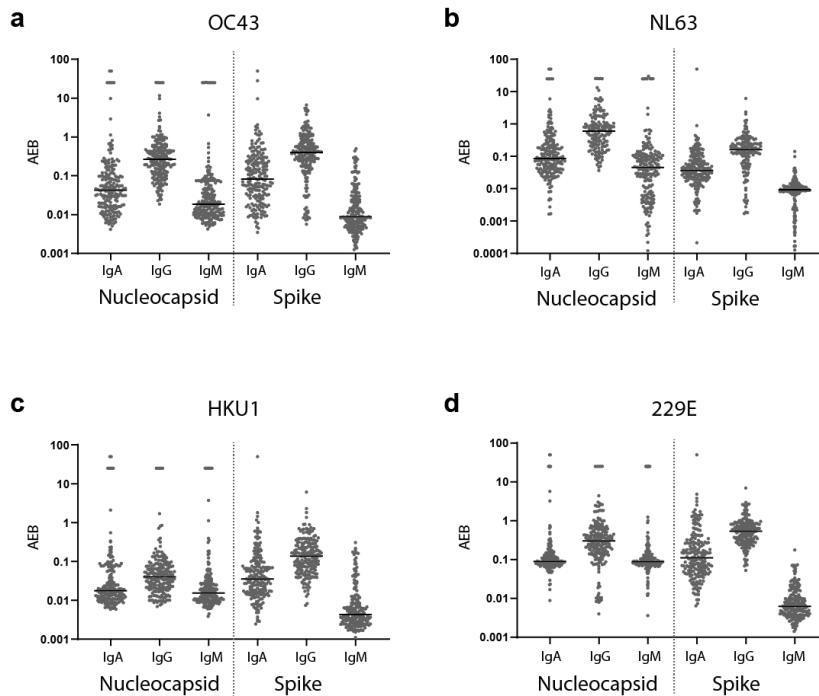 a
OC43
AEB
100
10
1
0.1
0.01
0.001
IgA IgG IgM IgA IgG IgM
Nucleocapsid Spike
b
NL63
AEB
100
10
1
0.1
0.01
0.001
0.0001
IgA IgG IgM IgA IgG IgM
Nucleocapsid Spike
c
HKU1
AEB
100
10
1
0.1
0.01
0.001
IgA IgG IgM IgA IgG IgM
Nucleocapsid Spike
d
229E
AEB
100
10
1
0.1
0.01
0.001
IgA IgG IgM IgA IgG IgM
Nucleocapsid Spike